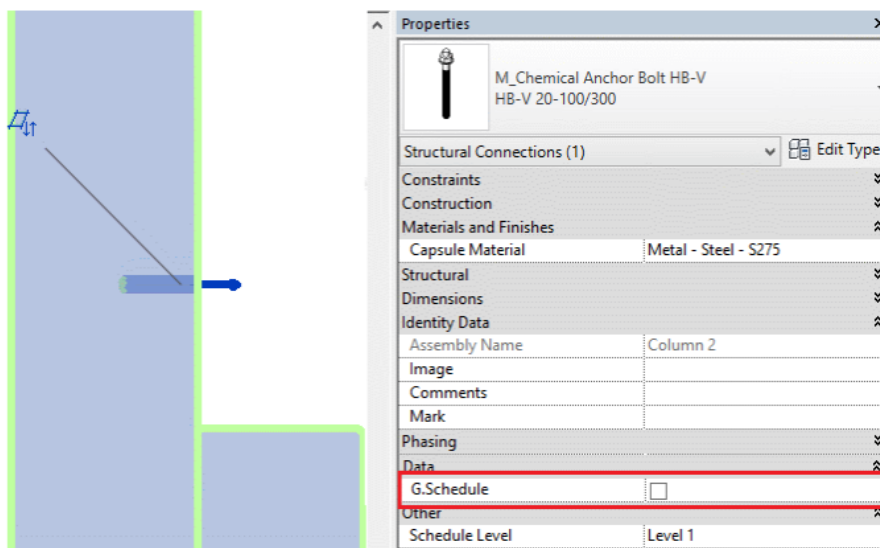 Properties
M_Chemical Anchor Bolt HB-V
HB-V 20-100/300
Structural Connections (1)
Edit Type
Constraints
Construction
Materials and Finishes
Capsule Material Metal - Steel - S275
Structural
Dimensions
Identity Data
Assembly Name Column 2
Image
Comments
Mark
Phasing
Data
G.Schedule
Other
Schedule Level Level 1